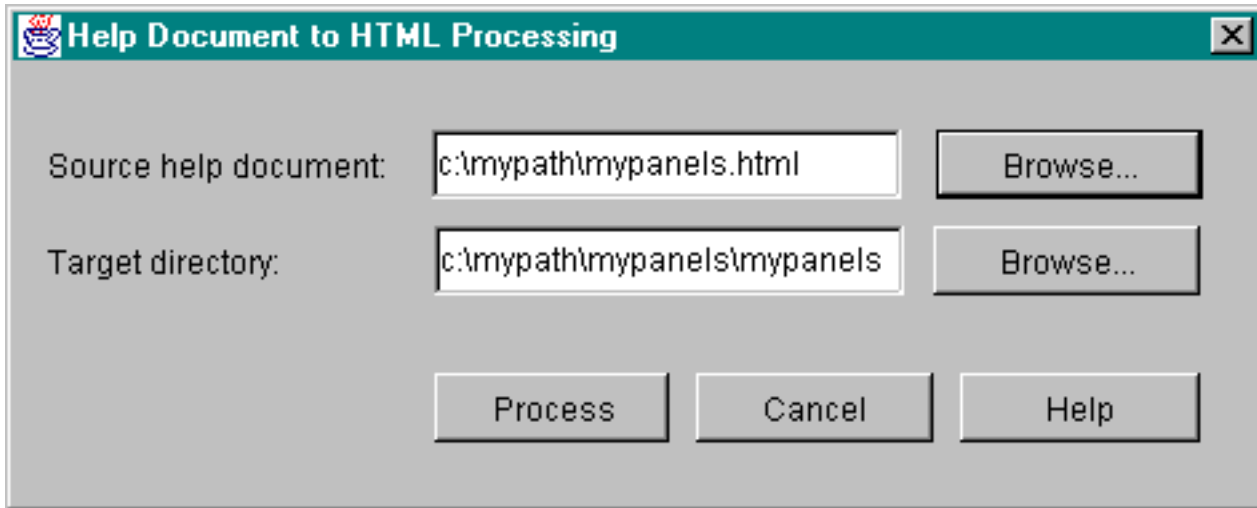 Help Document to HTML Processing
Source help document: c:\mypath\mypanels.html Browse...
Target directory: c:\mypath\mypanels\mypanels Browse...
Process Cancel Help